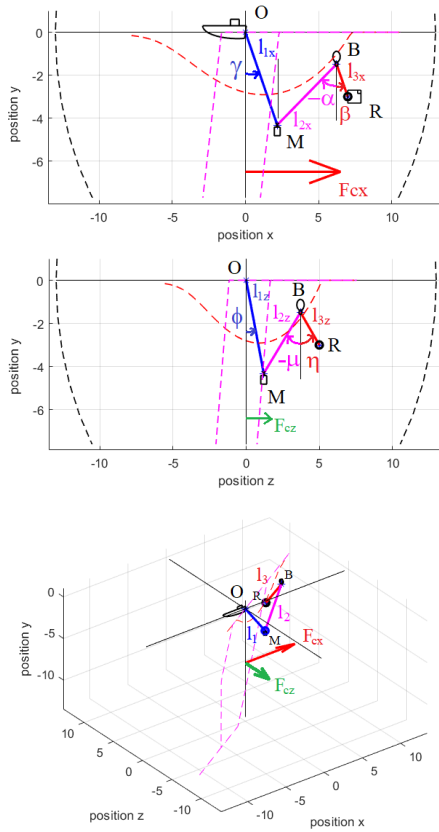 O
B
0
l1x
l3x
-2
γ
-α
R
position y
-4
l2x
β
M
-6
Fcx
-10
-5
0
5
10
position x
O
B
0
l1z
l2z
l3z
-2
ϕ
R
position y
-4
-μ
η
M
-6
Fcz
-10
-5
0
5
10
position z
0
O
R
l3
B
position y
-5
l1
M
l2
Fcx
-10
Fcz
10
5
0
-5
-10
position z
-10
-5
0
5
10
position x